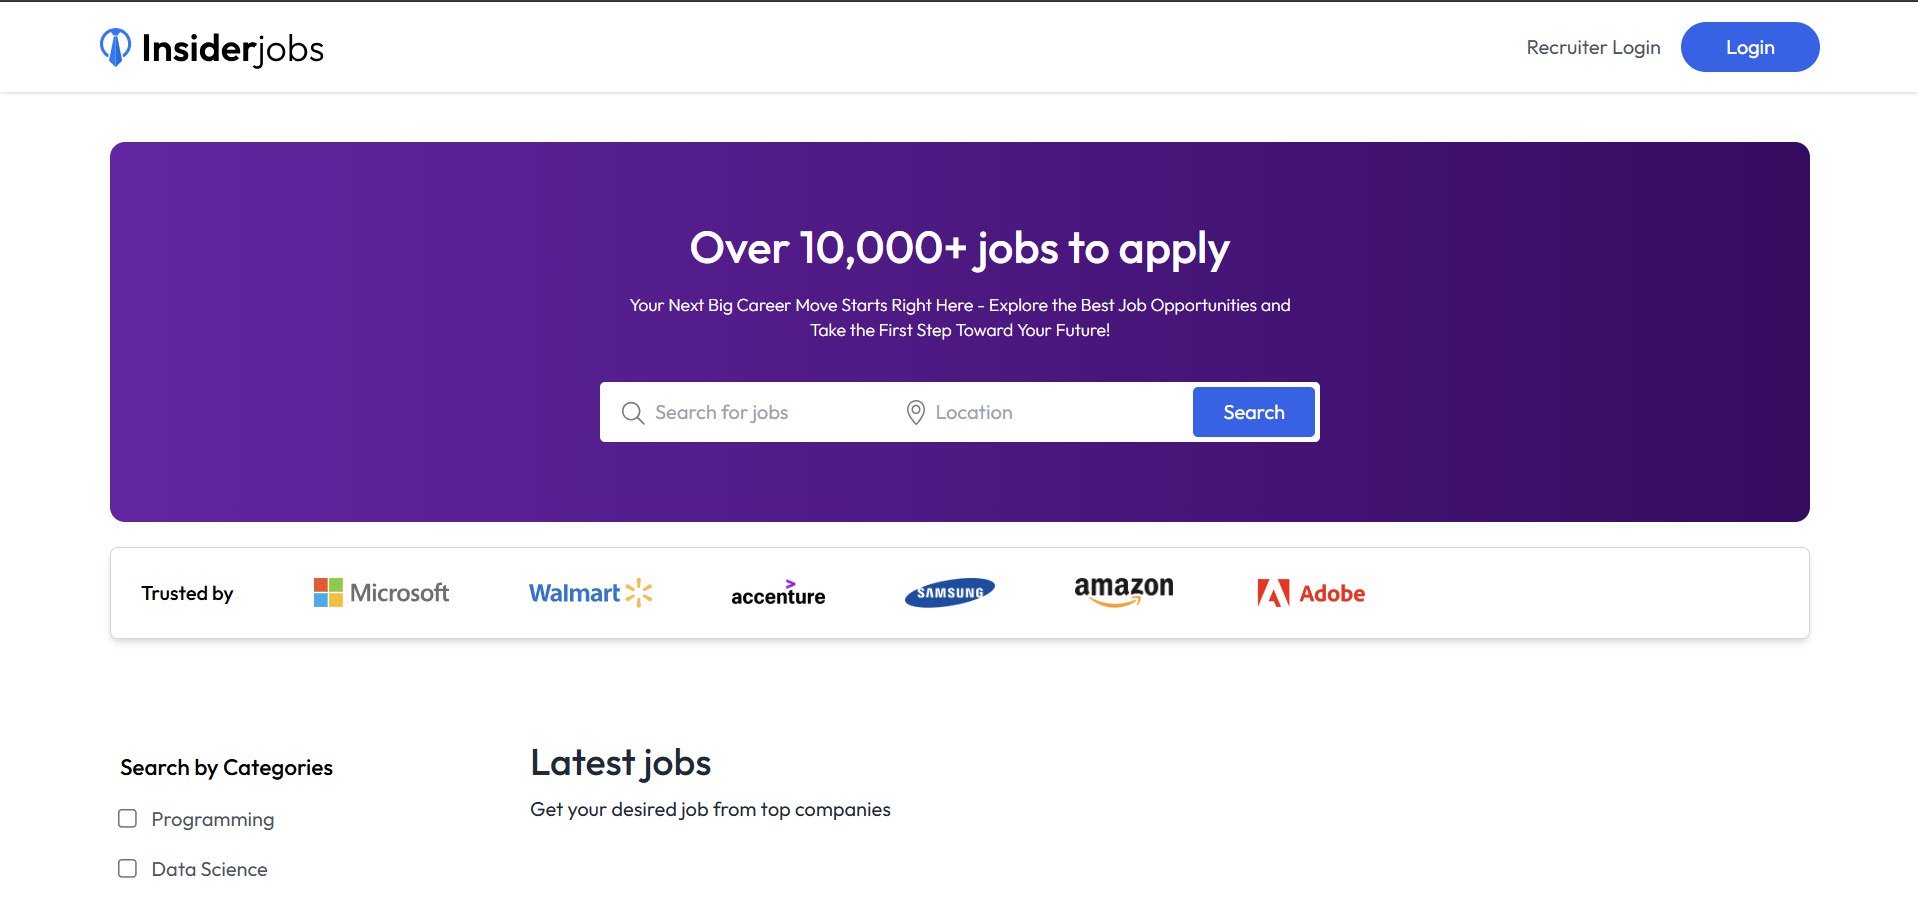 Insiderjobs
Recruiter Login
Login
Over 10,000+ jobs to apply
Your Next Big Career Move Starts Right Here - Explore the Best Job Opportunities and
Take the First Step Toward Your Future!
Search for jobs
Location
Search
Trusted by
Microsoft
Walmart
accenture
SAMSUNG
amazon
Adobe
Search by Categories
Programming
Data Science
Latest jobs
Get your desired job from top companies